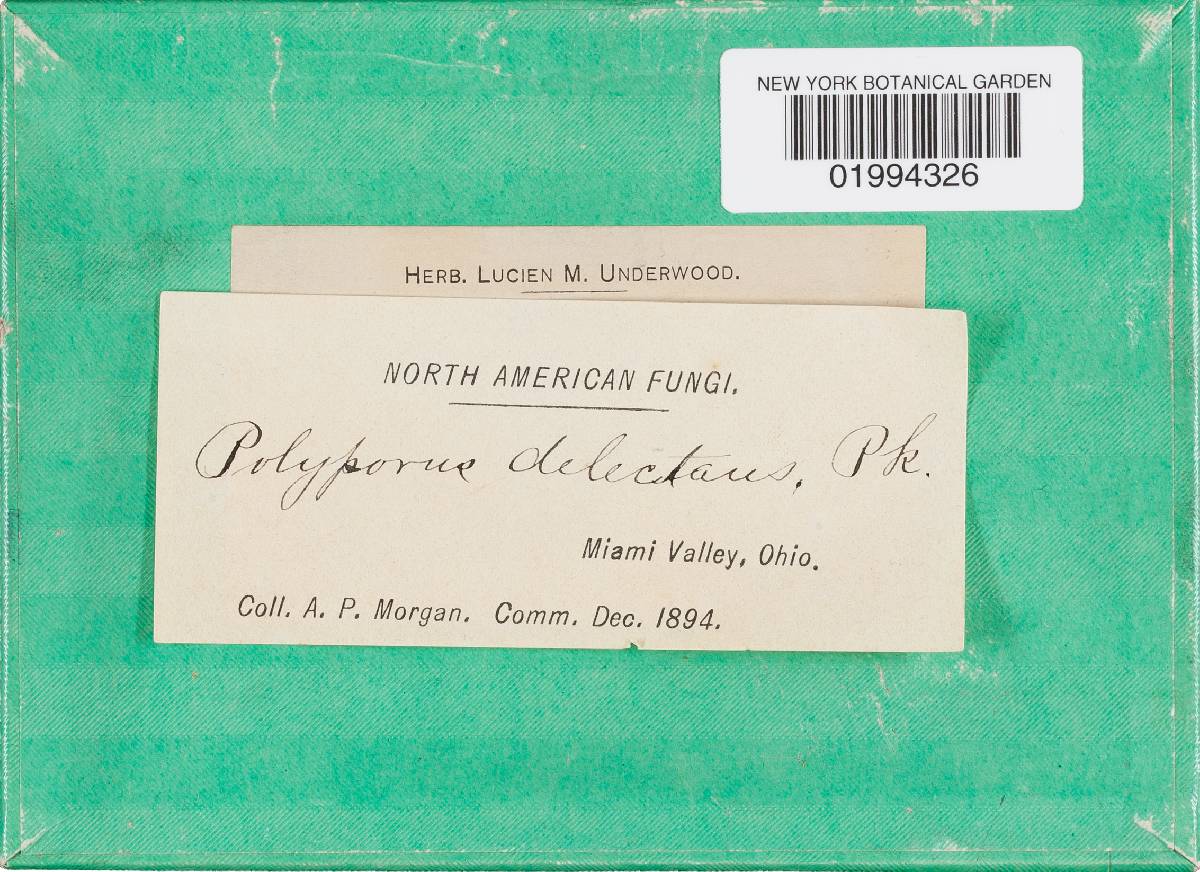 NEW YORK BOTANICAL GARDEN
01994326
HERB. LUCIEN M. UNDERWOOD.
NORTH AMERICAN FUNGI.
Polyporus delectans, Pk.
Miami Valley, Ohio.
Coll. A. P. Morgan. Comm. Dec. 1894.